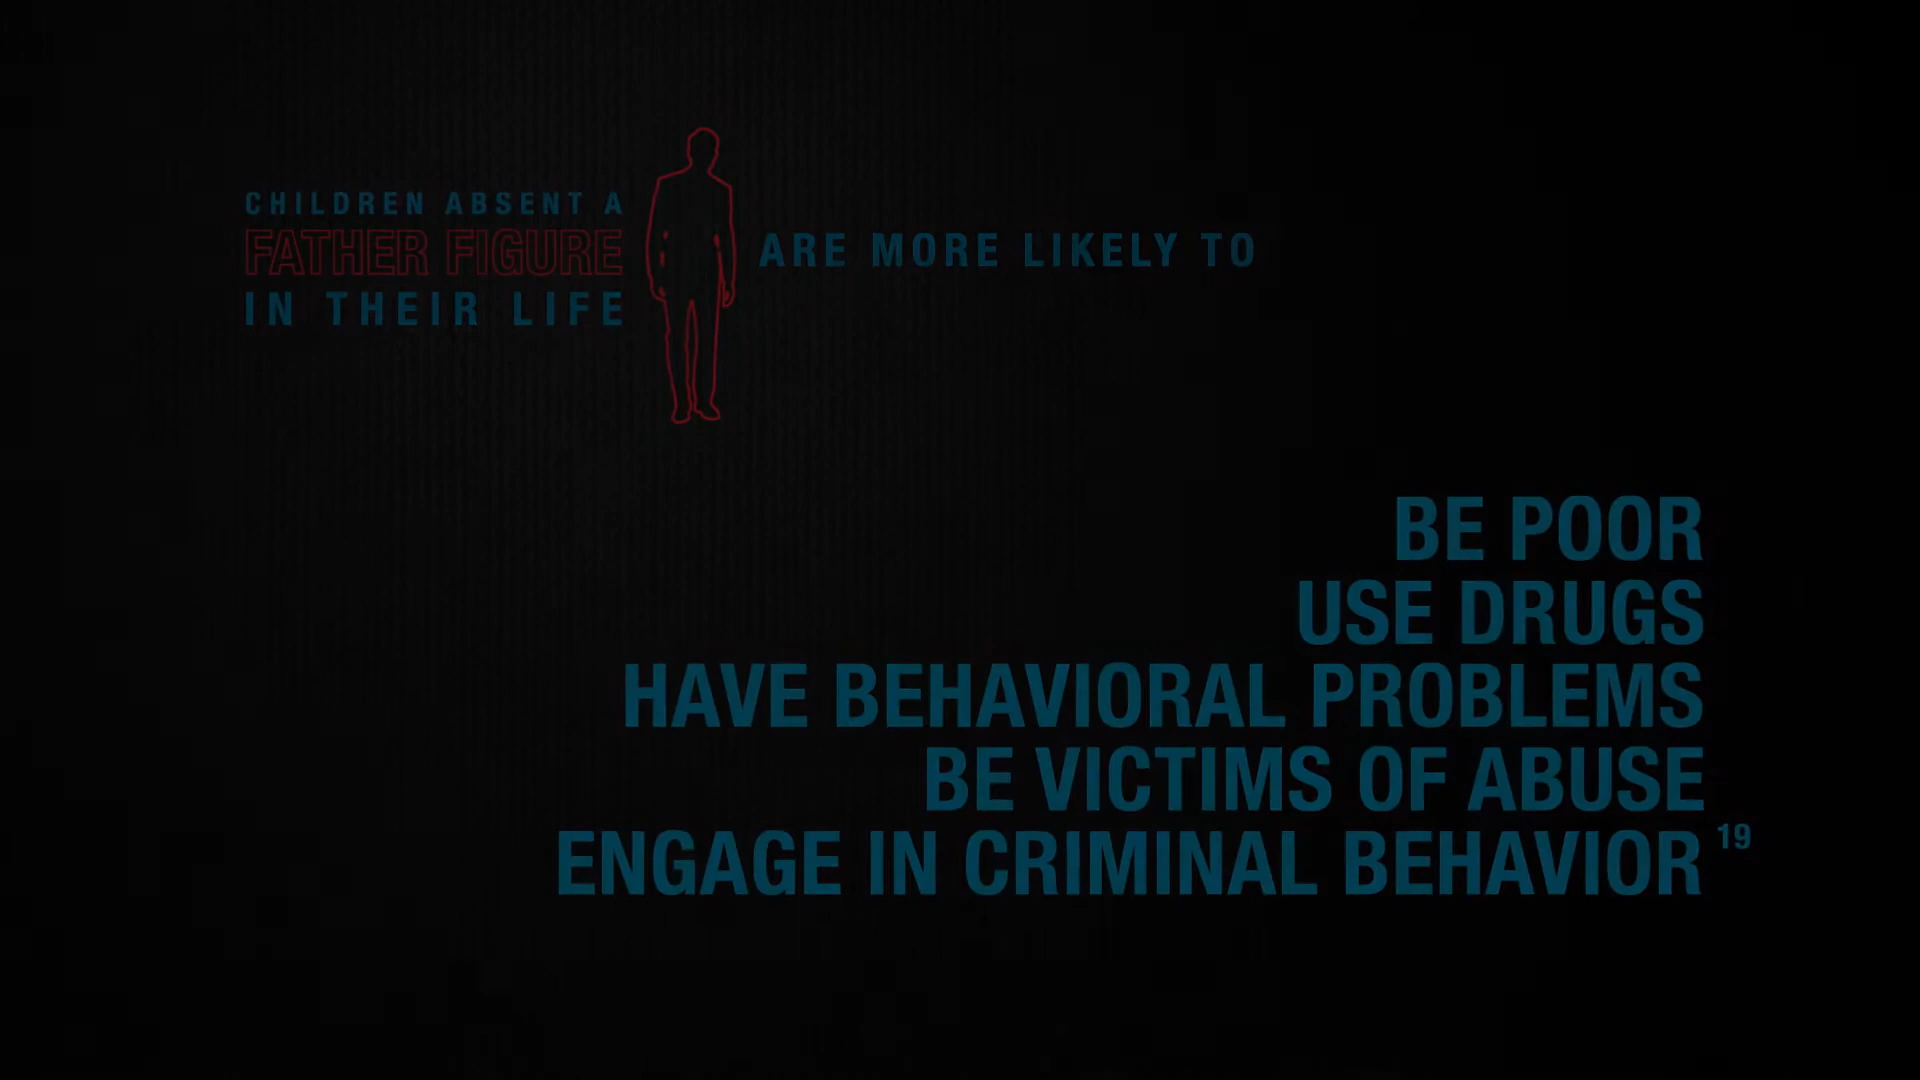 CHILDREN ABSENT A
FATHER FIGURE
IN THEIR LIFE
ARE MORE LIKELY TO
BE POOR
USE DRUGS
HAVE BEHAVIORAL PROBLEMS
BE VICTIMS OF ABUSE
ENGAGE IN CRIMINAL BEHAVIOR 19